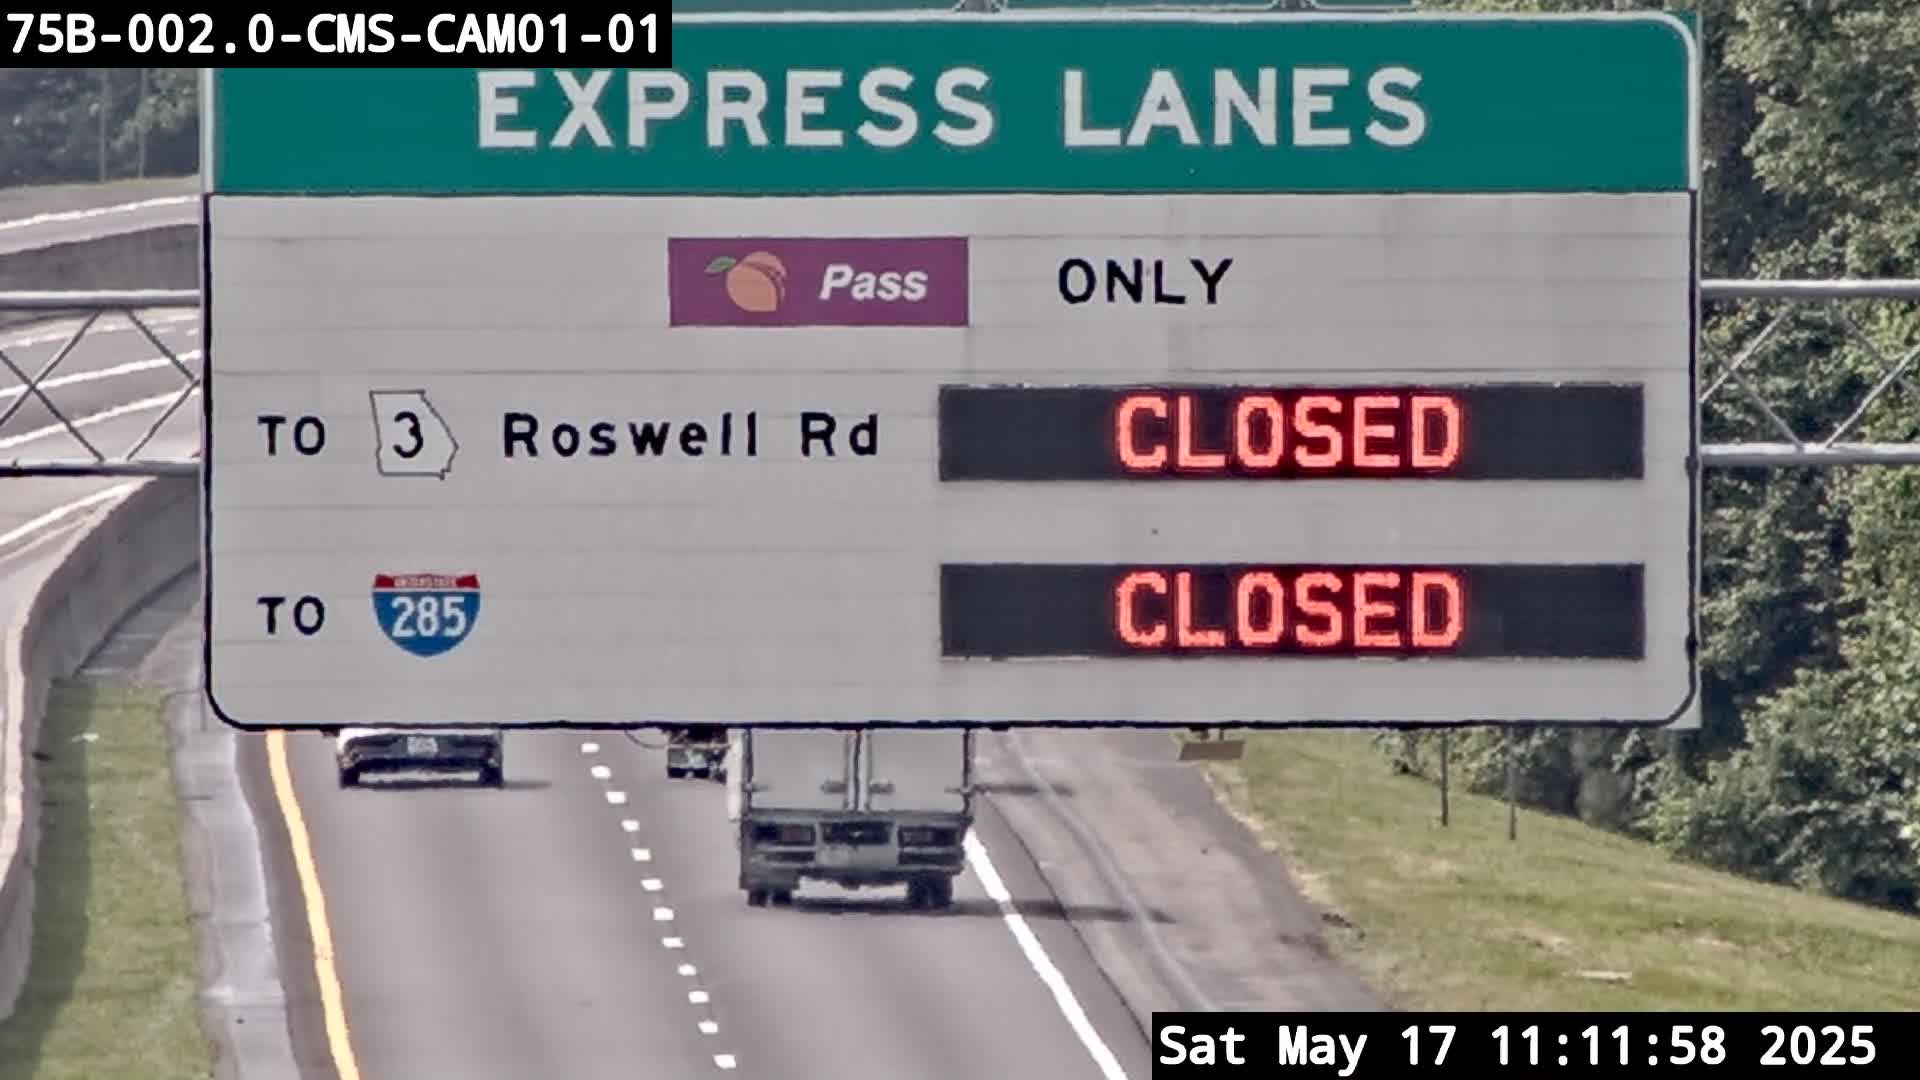 75B-002.0-CMS-CAM01-01
EXPRESS LANES
Pass ONLY
TO 3 Roswell Rd CLOSED
INTERSTATE
TO 285 CLOSED
Sat May 17 11:11:58 2025